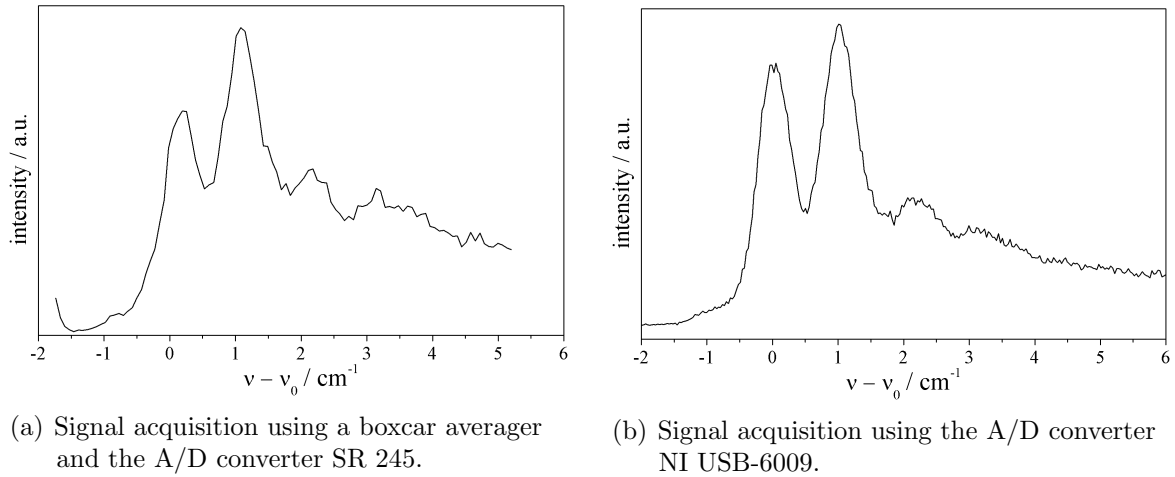 intensity / a.u.
-2 -1 0 1 2 3 4 5 6
ν – ν0 / cm-1
(a) Signal acquisition using a boxcar averager
and the A/D converter SR 245.
intensity / a.u.
-2 -1 0 1 2 3 4 5 6
ν – ν0 / cm-1
(b) Signal acquisition using the A/D converter
NI USB-6009.